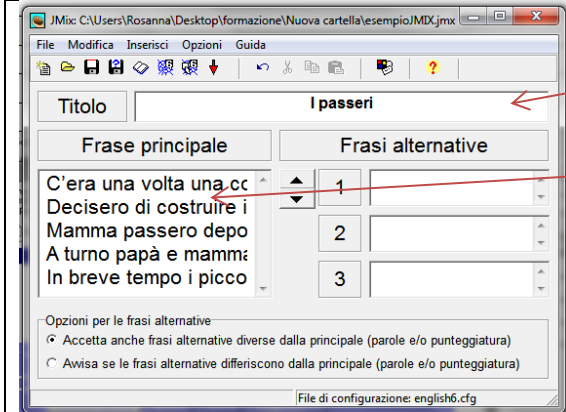 JMix: C:\Users\Rosanna\Desktop\formazione\Nuova cartella\esempioJMIX.jmx
File Modifica Inserisci Opzioni Guida
Titolo
I passeri
Frase principale
Frasi alternative
C'era una volta una
Decisero di costruire i
Mamma passero depo
A turno papà e mamma
In breve tempo i picco
1
2
3
Opzioni per le frasi alternative
Accetta anche frasi alternative diverse dalla principale (parole e/o punteggiatura)
Avvisa se le frasi alternative differiscono dalla principale (parole e/o punteggiatura)
File di configurazione: english6.cfg